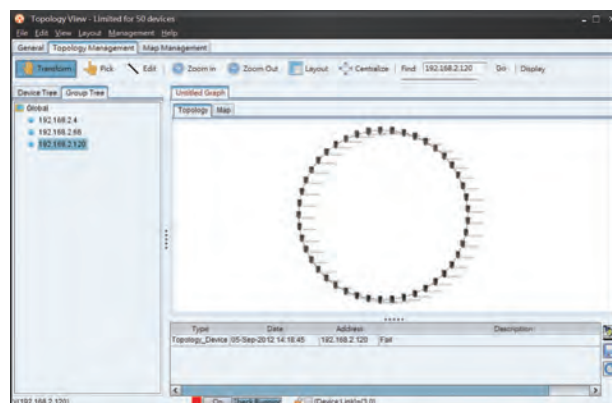 Topology View - Limited for 50 devices
File Edit View Layout Management Help
General Topology Management Map Management
Transform Pick Edit Zoom in Zoom Out Layout Centralize Find 192.168.2.120 Go Display
Device Tree Group Tree
Untitled Graph
Global
Topology Map
192.168.2.4
192.168.2.66
192.168.2.120
Type Date Address Description
Topology_Device 05-Sep-2012 14:18:45 192.168.2.120 Fail